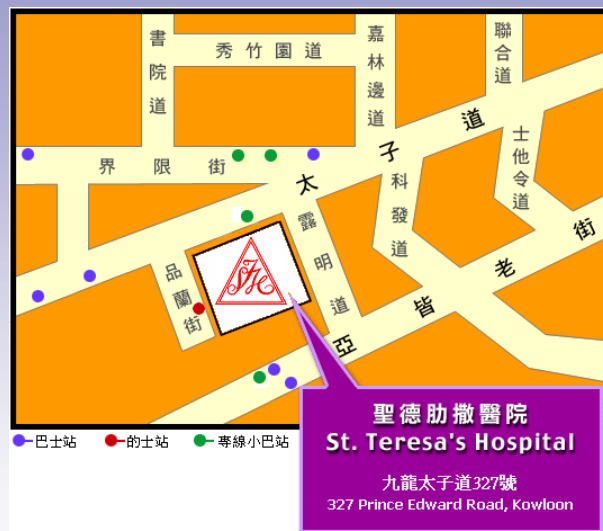 書院道
秀竹園道
嘉林邊道
聯合道
界限街
太子道
科發道
士他令道
露明道
品蘭街
亞皆老街
STH
巴士站
的士站
專線小巴站
聖德肋撒醫院
St. Teresa's Hospital
九龍太子道327號
327 Prince Edward Road, Kowloon